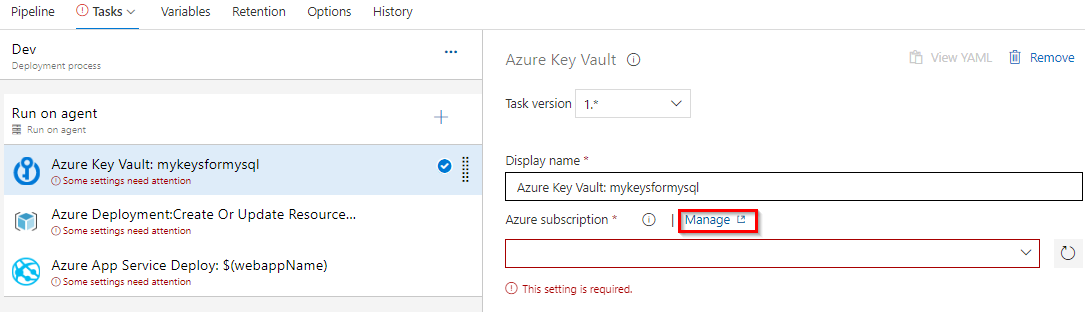 Pipeline Tasks Variables Retention Options History
Dev
Deployment process
...
Run on agent
Run on agent
Azure Key Vault: mykeysformysql
Some settings need attention
Azure Deployment:Create Or Update Resource...
Some settings need attention
Azure App Service Deploy: $(webappName)
Some settings need attention
Azure Key Vault
View YAML Remove
Task version 1.*
Display name *
Azure Key Vault: mykeysformysql
Azure subscription * | Manage
This setting is required.